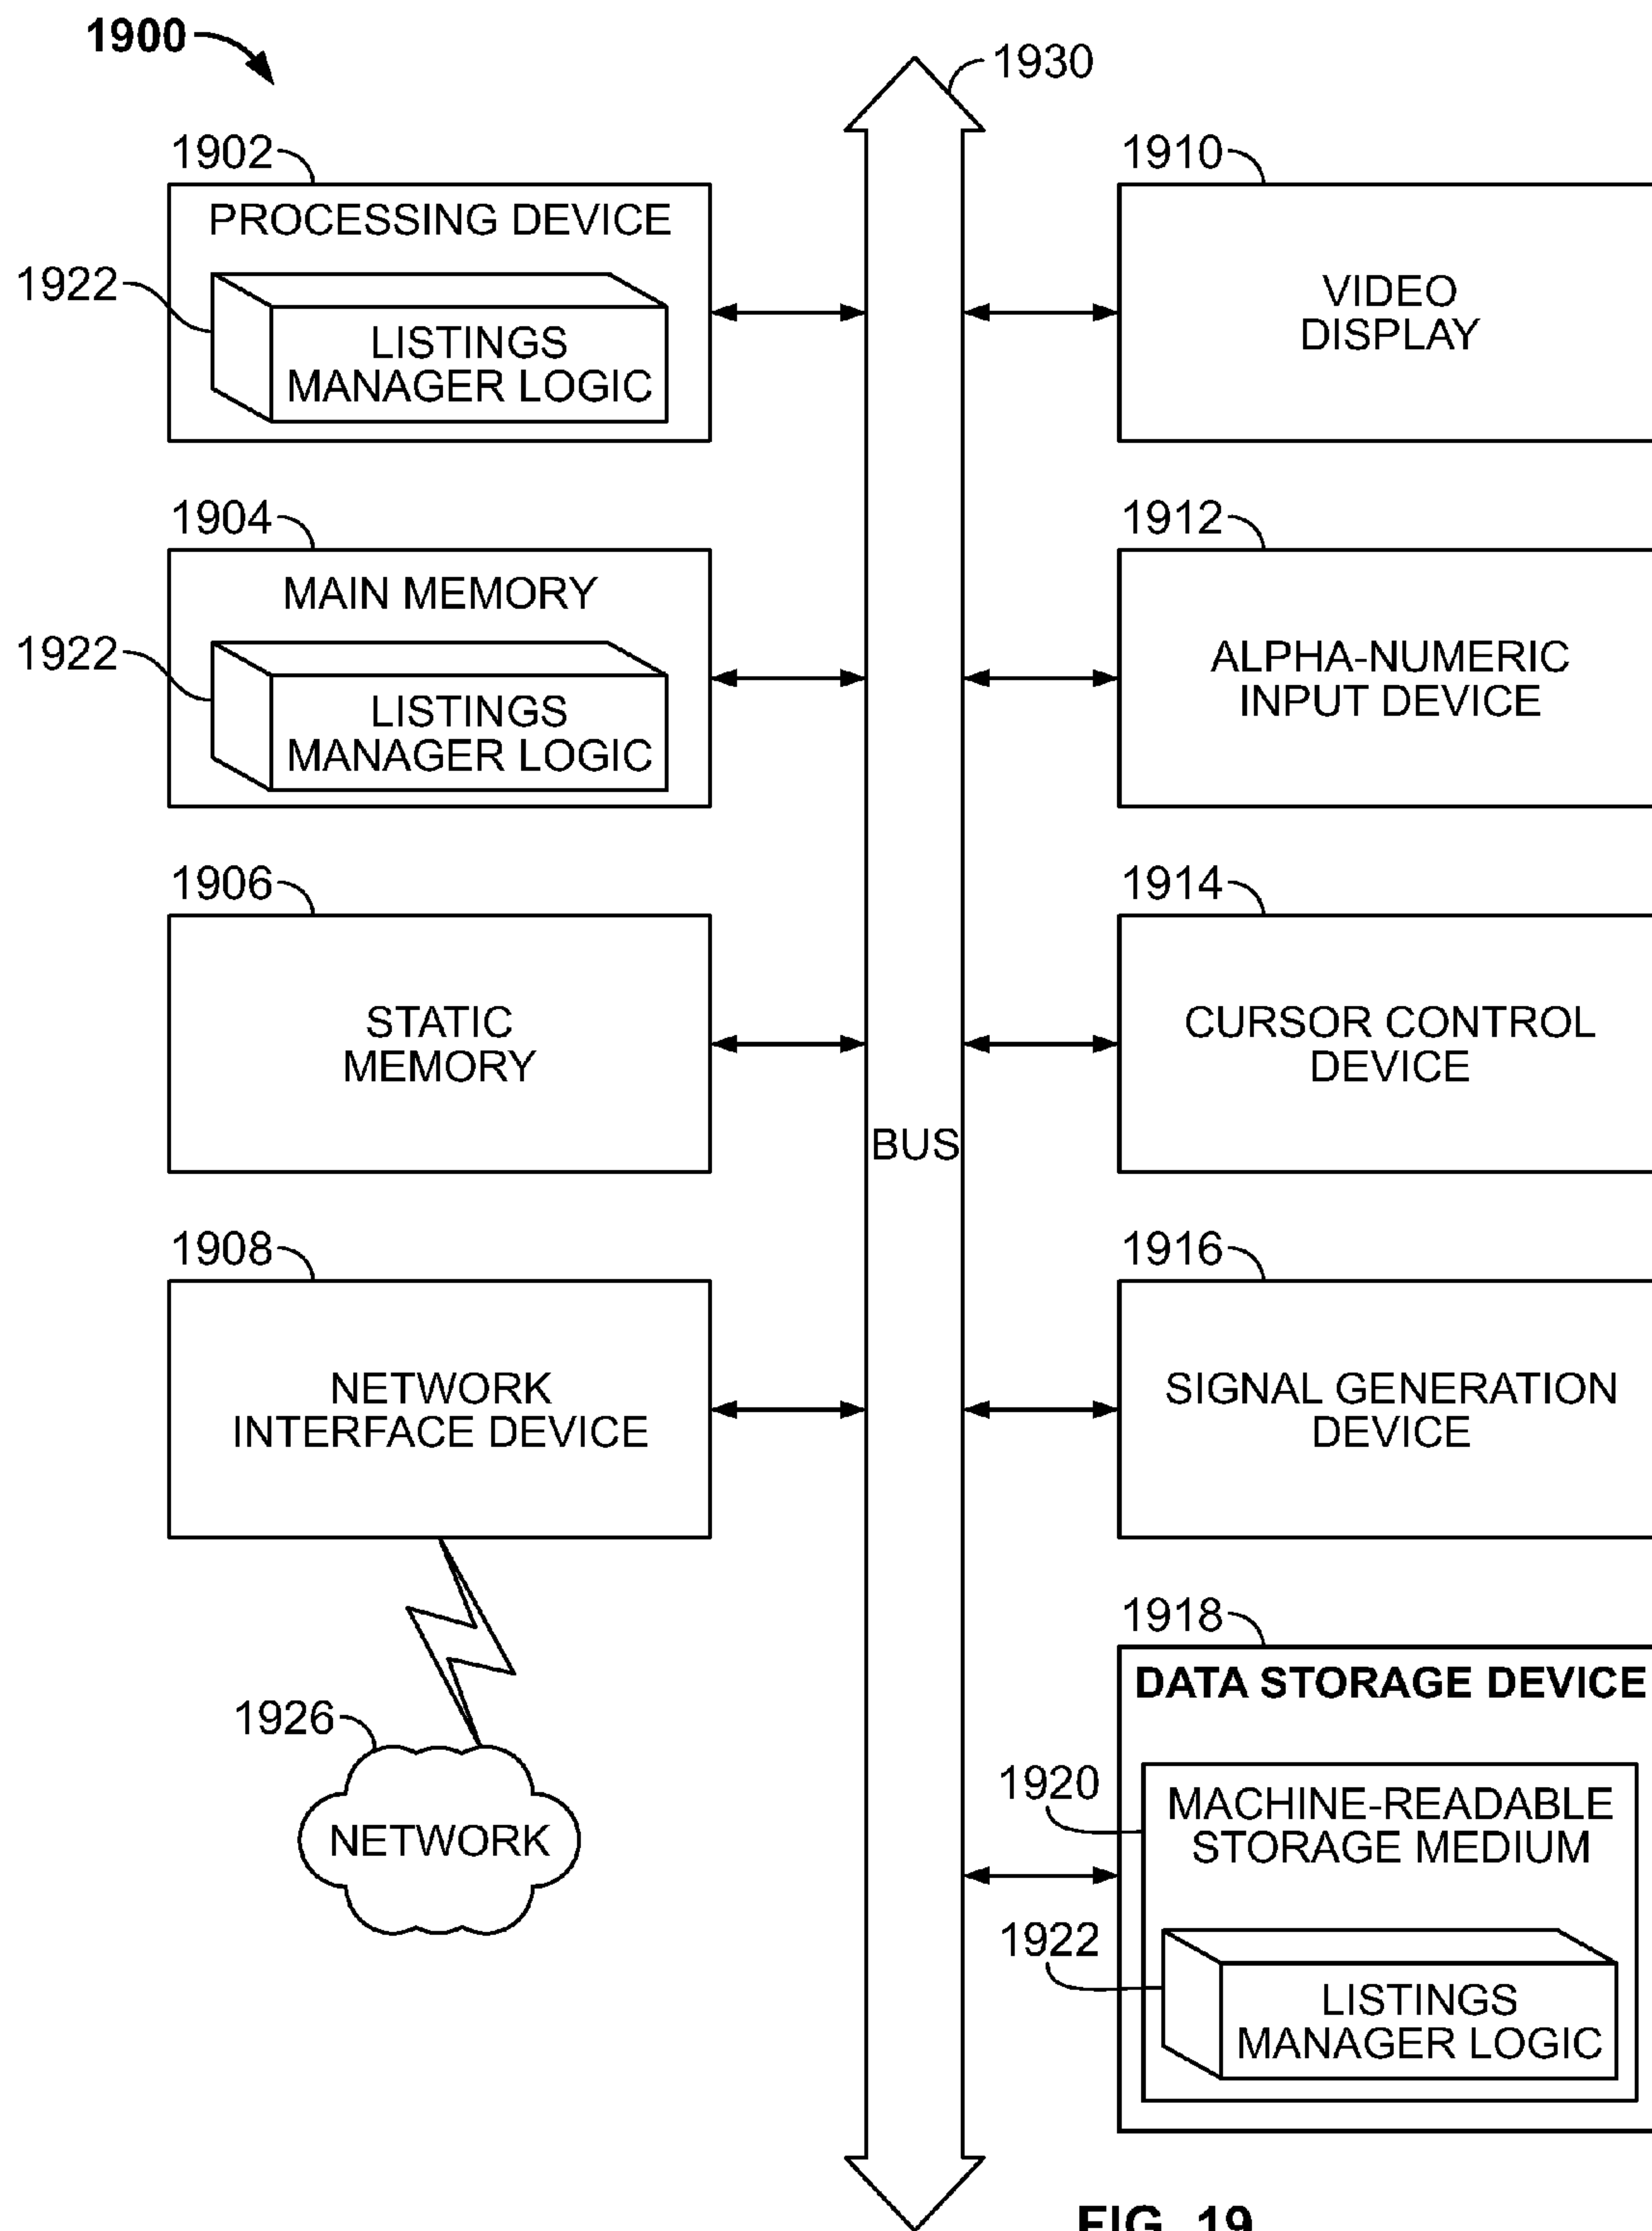 1900
1930
1902
PROCESSING DEVICE
1922
LISTINGS
MANAGER LOGIC
1904
MAIN MEMORY
1922
LISTINGS
MANAGER LOGIC
1906
STATIC
MEMORY
1908
NETWORK
INTERFACE DEVICE
1926
NETWORK
BUS
1910
VIDEO
DISPLAY
1912
ALPHA-NUMERIC
INPUT DEVICE
1914
CURSOR CONTROL
DEVICE
1916
SIGNAL GENERATION
DEVICE
1918
DATA STORAGE DEVICE
1920
MACHINE-READABLE
STORAGE MEDIUM
1922
LISTINGS
MANAGER LOGIC
FIG. 19